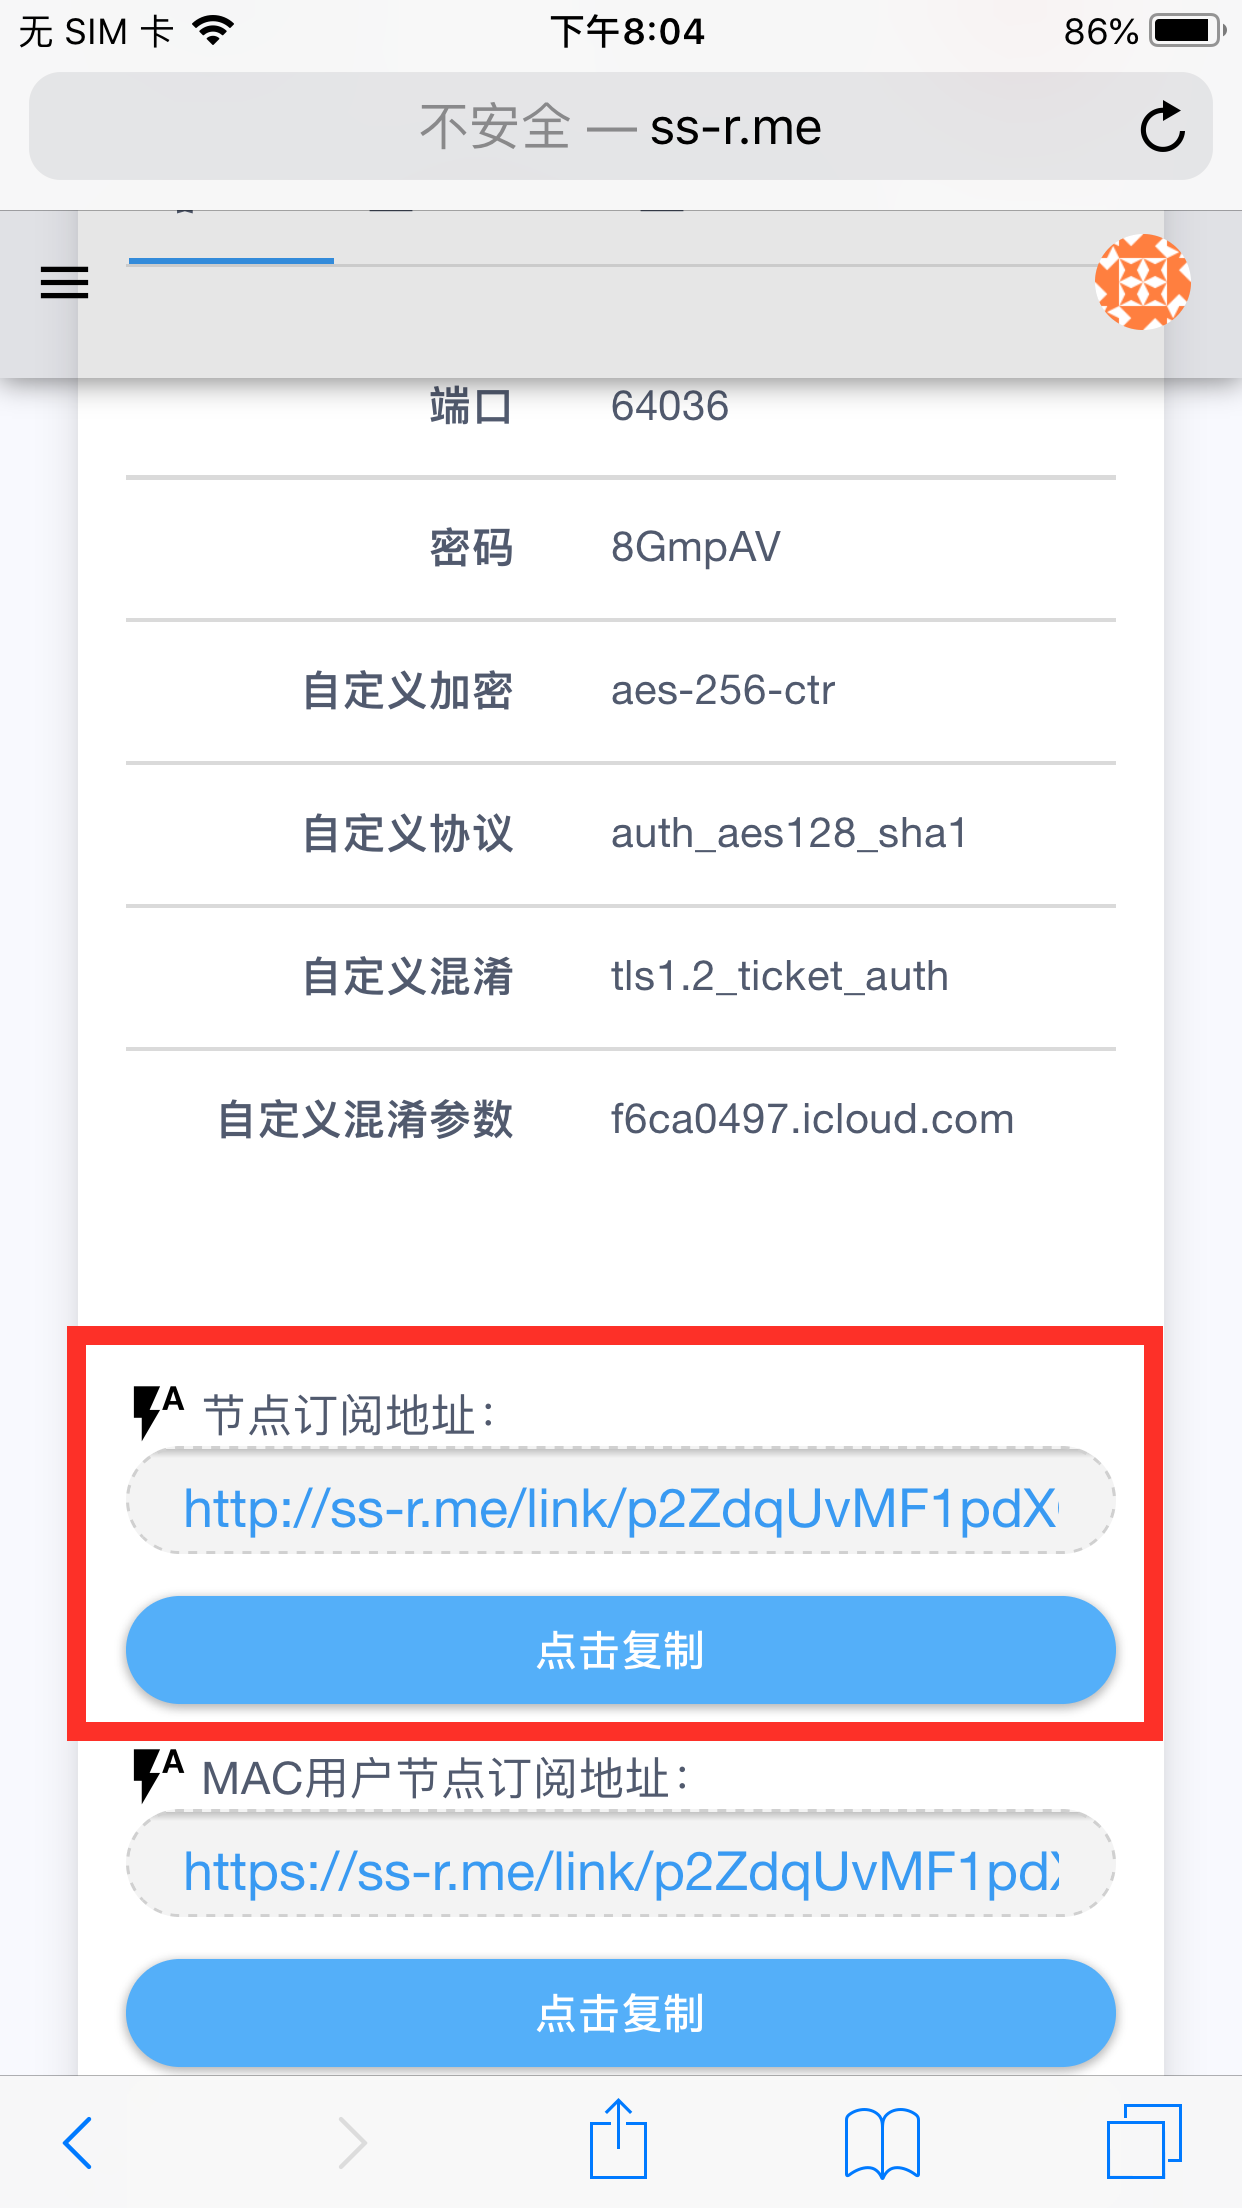 无 SIM 卡 下午8:04 86%
不安全 — ss-r.me
端口 64036
密码 8GmpAV
自定义加密 aes-256-ctr
自定义协议 auth_aes128_sha1
自定义混淆 tls1.2_ticket_auth
自定义混淆参数 f6ca0497.icloud.com
节点订阅地址：
http://ss-r.me/link/p2ZdqUvMF1pdX
点击复制
MAC用户节点订阅地址：
https://ss-r.me/link/p2ZdqUvMF1pdX
点击复制